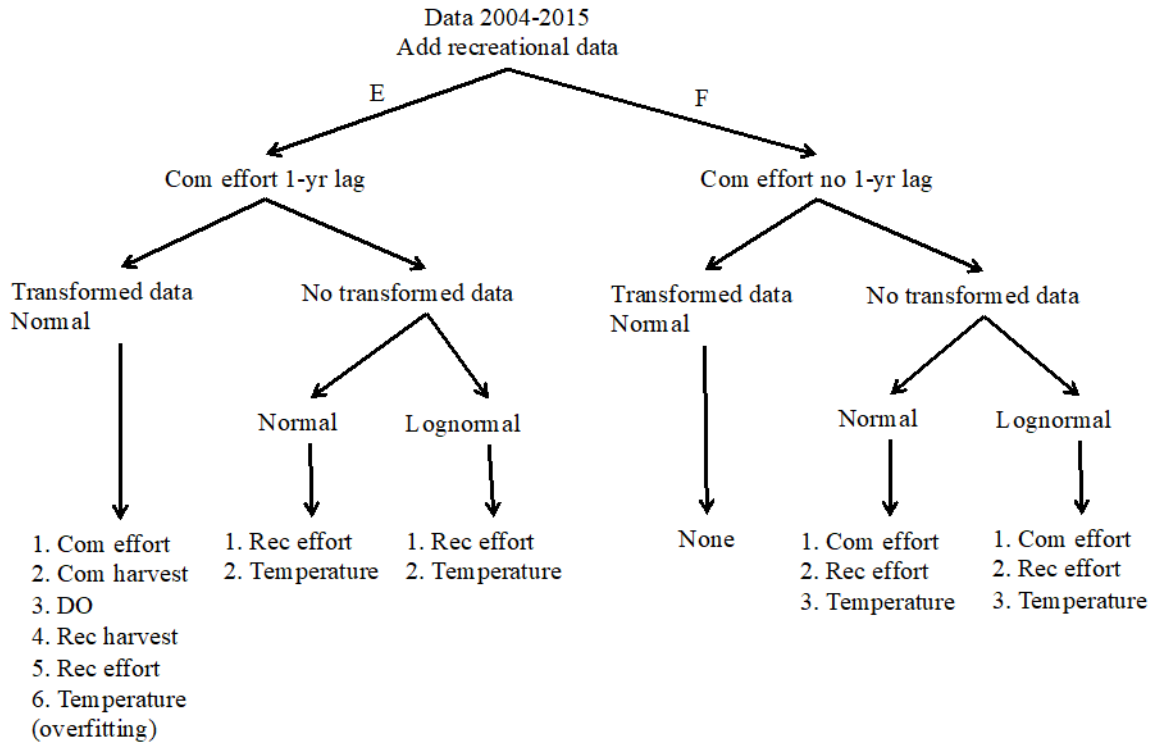 Data 2004-2015
Add recreational data
E
F
Com effort 1-yr lag
Com effort no 1-yr lag
Transformed data
Normal
No transformed data
Transformed data
Normal
No transformed data
Normal
Lognormal
Normal
Lognormal
1. Com effort
2. Com harvest
3. DO
4. Rec harvest
5. Rec effort
6. Temperature
(overfitting)
1. Rec effort
2. Temperature
1. Rec effort
2. Temperature
None
1. Com effort
2. Rec effort
3. Temperature
1. Com effort
2. Rec effort
3. Temperature